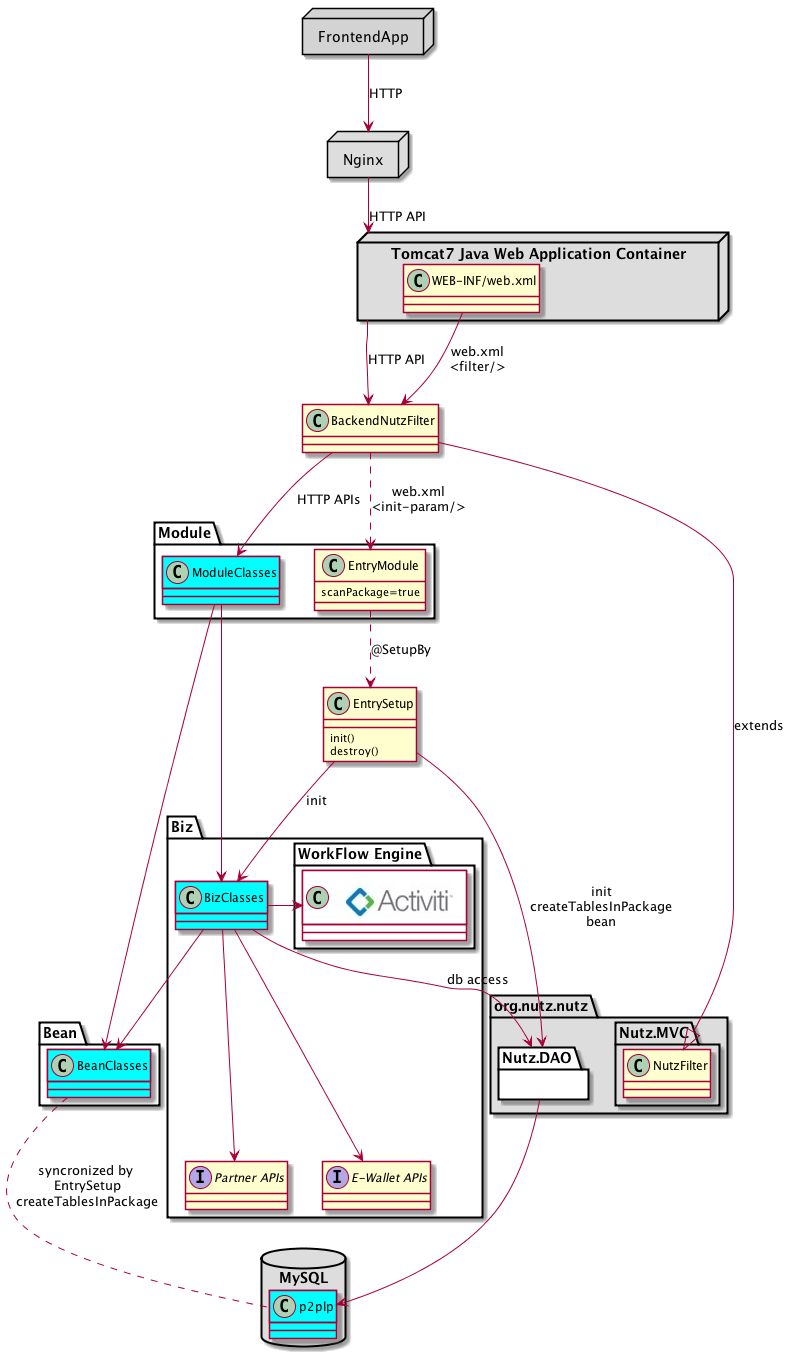 FrontendApp
HTTP
Nginx
HTTP API
Tomcat7 Java Web Application Container
C WEB-INF/web.xml
HTTP API
web.xml
<filter/>
C BackendNutzFilter
HTTP APIs
web.xml
<init-param/>
Module
C ModuleClasses
C EntryModule
scanPackage=true
@SetupBy
C EntrySetup
init()
destroy()
extends
init
Biz
WorkFlow Engine
C BizClasses
C Activiti
init
createTablesInPackage
bean
db access
org.nutz.nutz
Bean
Nutz.DAO
Nutz.MVC
C BeanClasses
C NutzFilter
syncronized by
EntrySetup
createTablesInPackage
I Partner APIs
I E-Wallet APIs
MySQL
C p2plp